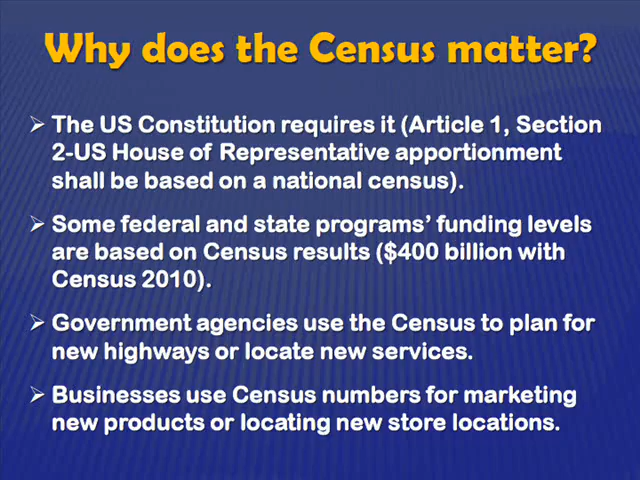 Why does the Census matter?
➢ The US Constitution requires it (Article 1, Section
2-US House of Representative apportionment
shall be based on a national census).
➢ Some federal and state programs’ funding levels
are based on Census results ($400 billion with
Census 2010).
➢ Government agencies use the Census to plan for
new highways or locate new services.
➢ Businesses use Census numbers for marketing
new products or locating new store locations.